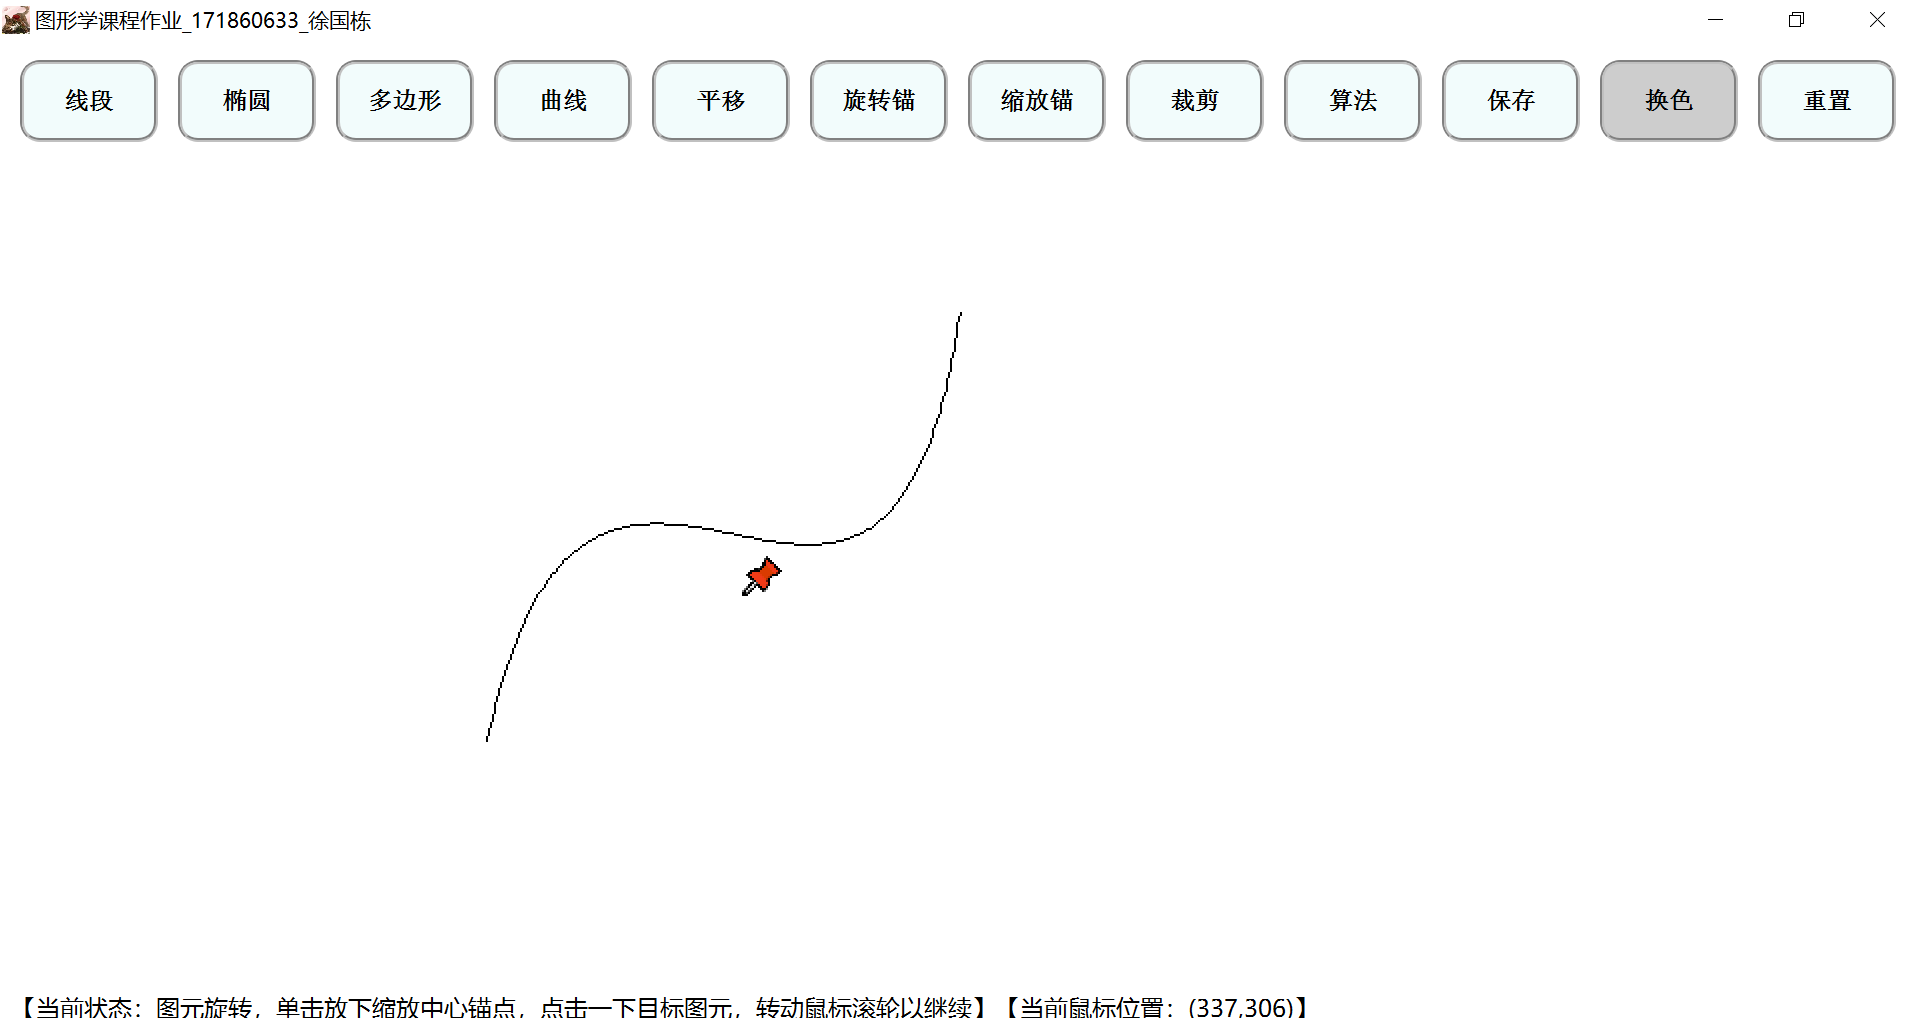 图形学课程作业_171860633_徐国栋
线段 椭圆 多边形 曲线 平移 旋转锚 缩放锚 裁剪 算法 保存 换色 重置
【当前状态：图元旋转，单击放下缩放中心锚点，点击一下目标图元，转动鼠标滚轮以继续】【当前鼠标位置：(337,306)】